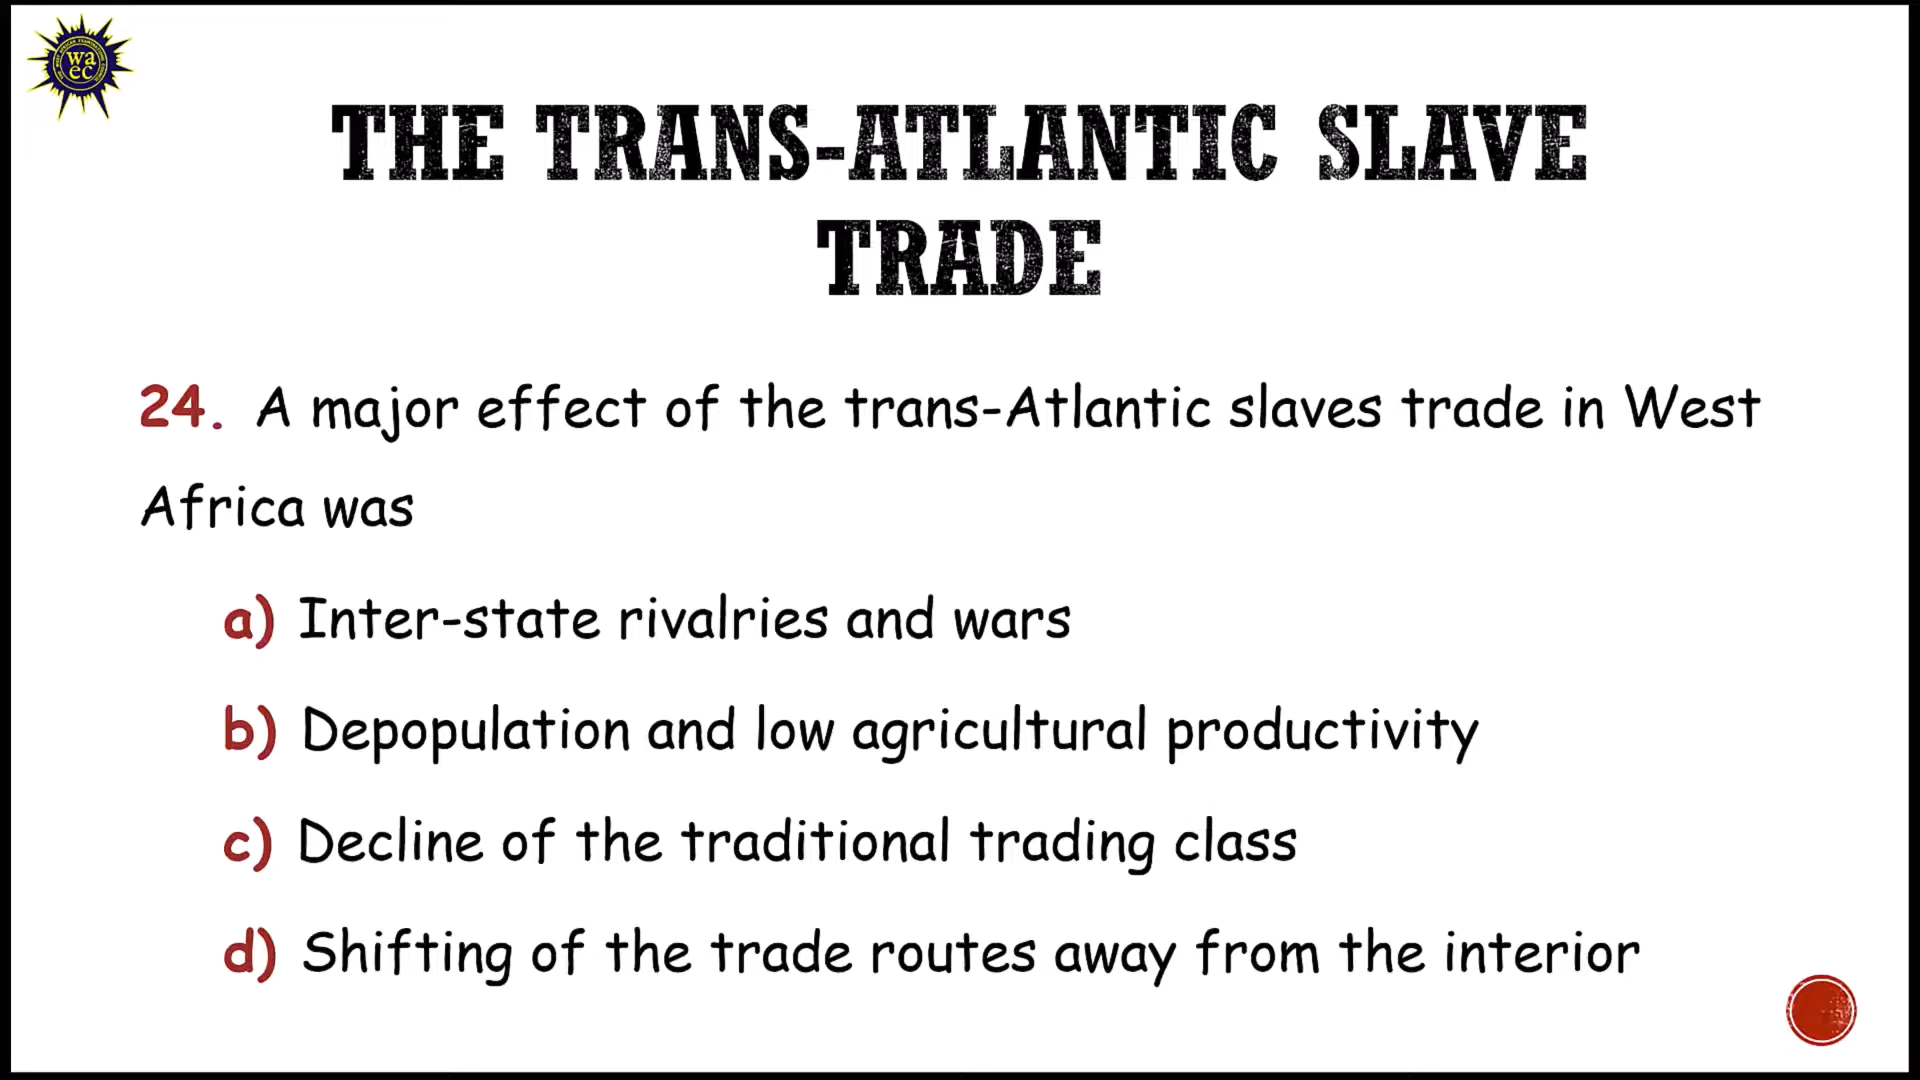 wa
ec
THE TRANS-ATLANTIC SLAVE
TRADE
24. A major effect of the trans-Atlantic slaves trade in West
Africa was
a) Inter-state rivalries and wars
b) Depopulation and low agricultural productivity
c) Decline of the traditional trading class
d) Shifting of the trade routes away from the interior